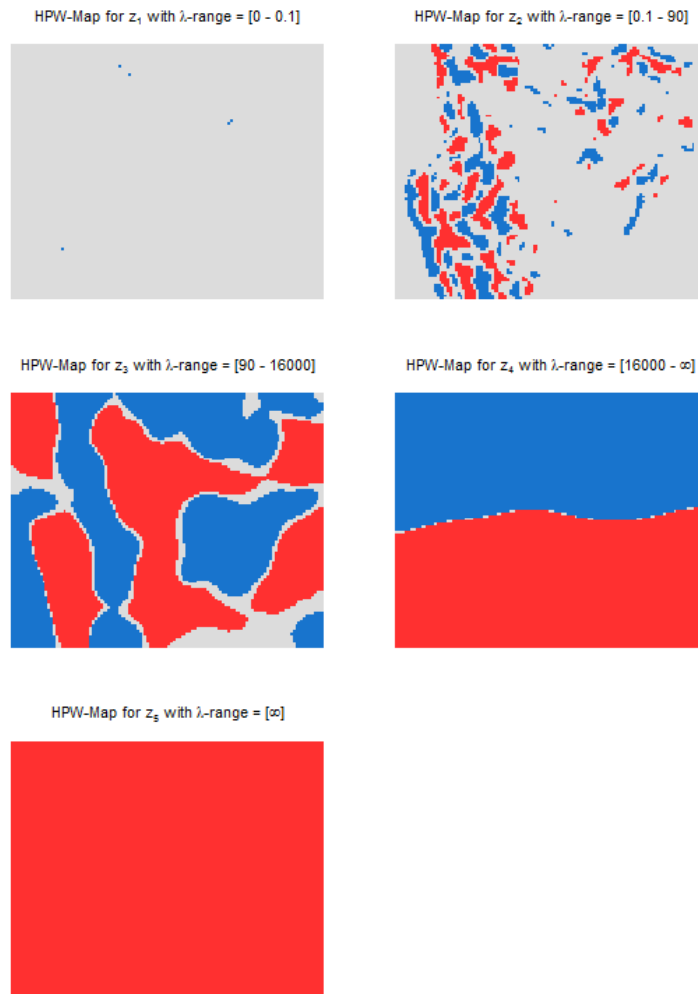 HPW-Map for z₁ with λ-range = [0 - 0.1]
HPW-Map for z₂ with λ-range = [0.1 - 90]
HPW-Map for z₃ with λ-range = [90 - 16000]
HPW-Map for z₄ with λ-range = [16000 - ∞]
HPW-Map for z₅ with λ-range = [∞]